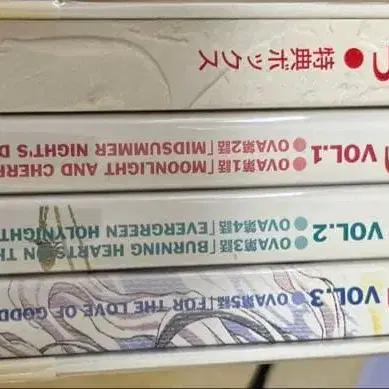 VOL.3 ● OVA第5話「FOR THE LOVE OF GODD
VOL.2
● OVA第3話「BURNING HEARTS ON TH
● OVA第4話「EVERGREEN HOLYNIGHT
VOL.1
● OVA第1話「MOONLIGHT AND CHERR
● OVA第2話「MIDSUMMER NIGHT'S D
● 特典ボックス